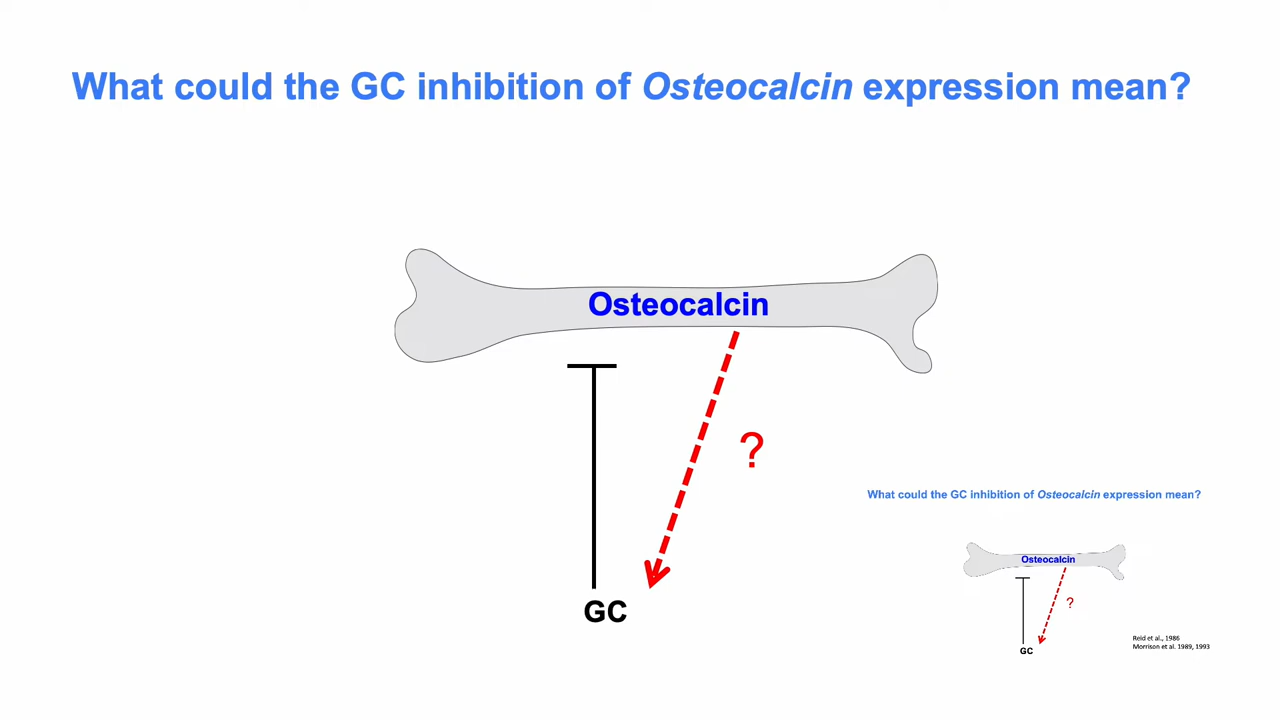 What could the GC inhibition of Osteocalcin expression mean?
Osteocalcin
?
GC
What could the GC inhibition of Osteocalcin expression mean?
Osteocalcin
?
GC
Reid et al., 1986
Morrison et al. 1989, 1993